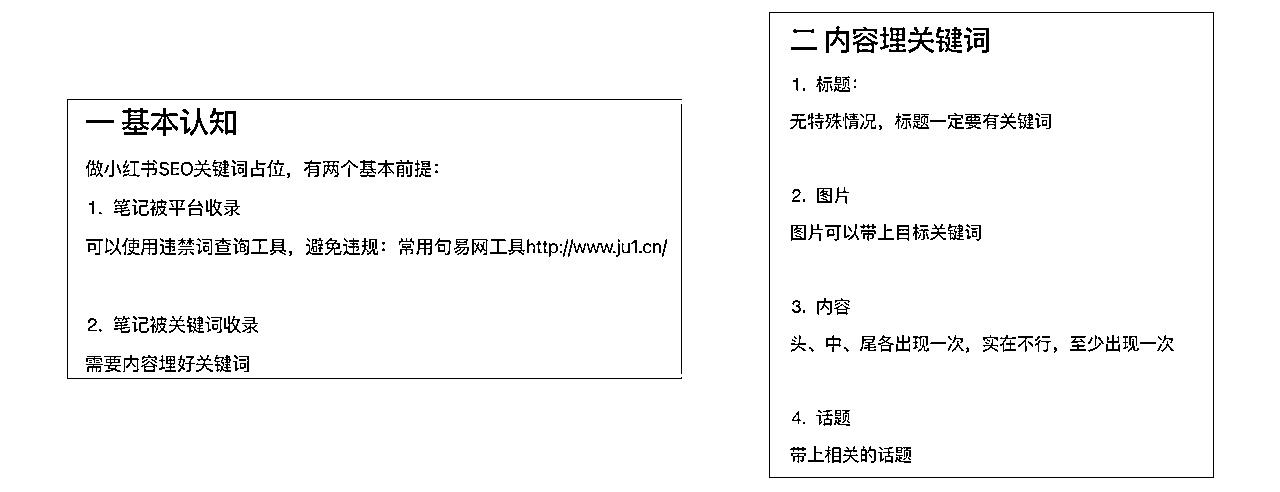 一 基本认知
做小红书SEO关键词占位，有两个基本前提：
1. 笔记被平台收录
可以使用违禁词查询工具，避免违规：常用句易网工具http://www.ju1.cn/
2. 笔记被关键词收录
需要内容埋好关键词
二 内容埋关键词
1. 标题：
无特殊情况，标题一定要有关键词
2. 图片
图片可以带上目标关键词
3. 内容
头、中、尾各出现一次，实在不行，至少出现一次
4. 话题
带上相关的话题